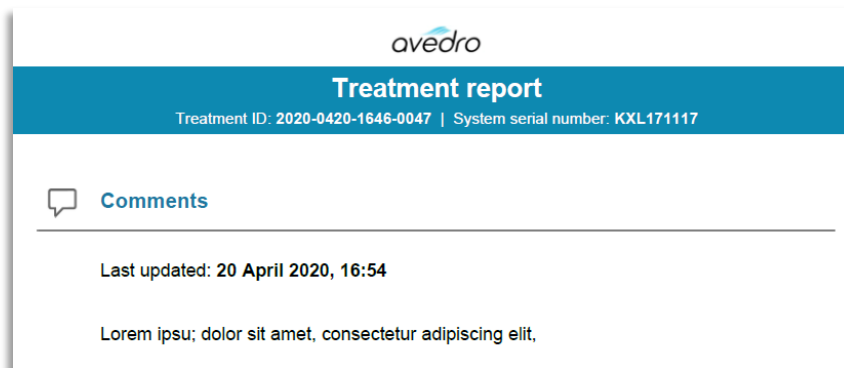 avedro
Treatment report
Treatment ID: 2020-0420-1646-0047 | System serial number: KXL171117
Comments
Last updated: 20 April 2020, 16:54
Lorem ipsu; dolor sit amet, consectetur adipiscing elit,